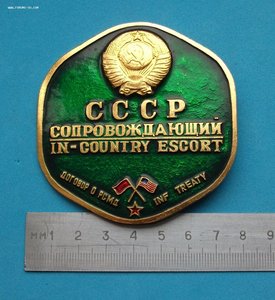 СССР
СОПРОВОЖДАЮЩИЙ
IN-COUNTRY ESCORT
ДОГОВОР О РСМД
INF TREATY
ММ 1 2 3 4 5 6 7 8 9